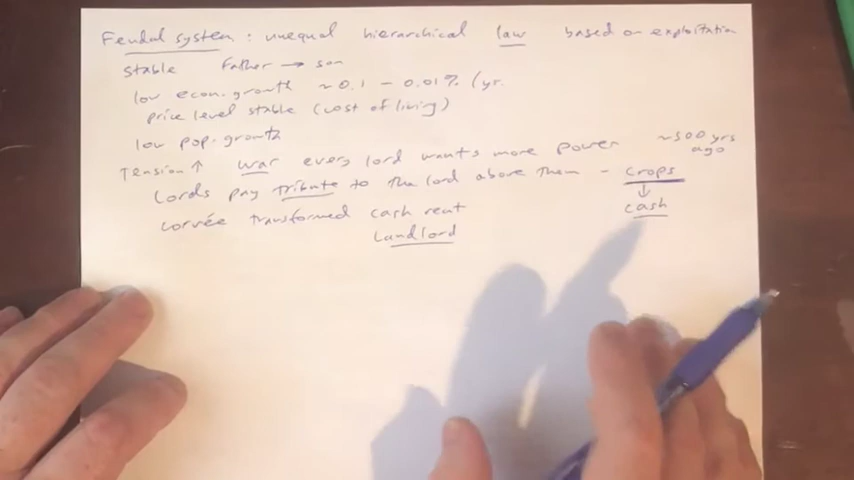 Feudal system : unequal hierarchical law based on exploitation
stable Father → son
low econ. growth ~0.1 - 0.01% (yr.
price level stable (cost of living)
low pop. growth
Tension ↑ war every lord wants more power ~500 yrs ago
Lords pay tribute to the lord above them - crops
↓
corvée transformed cash rent cash
Landlord